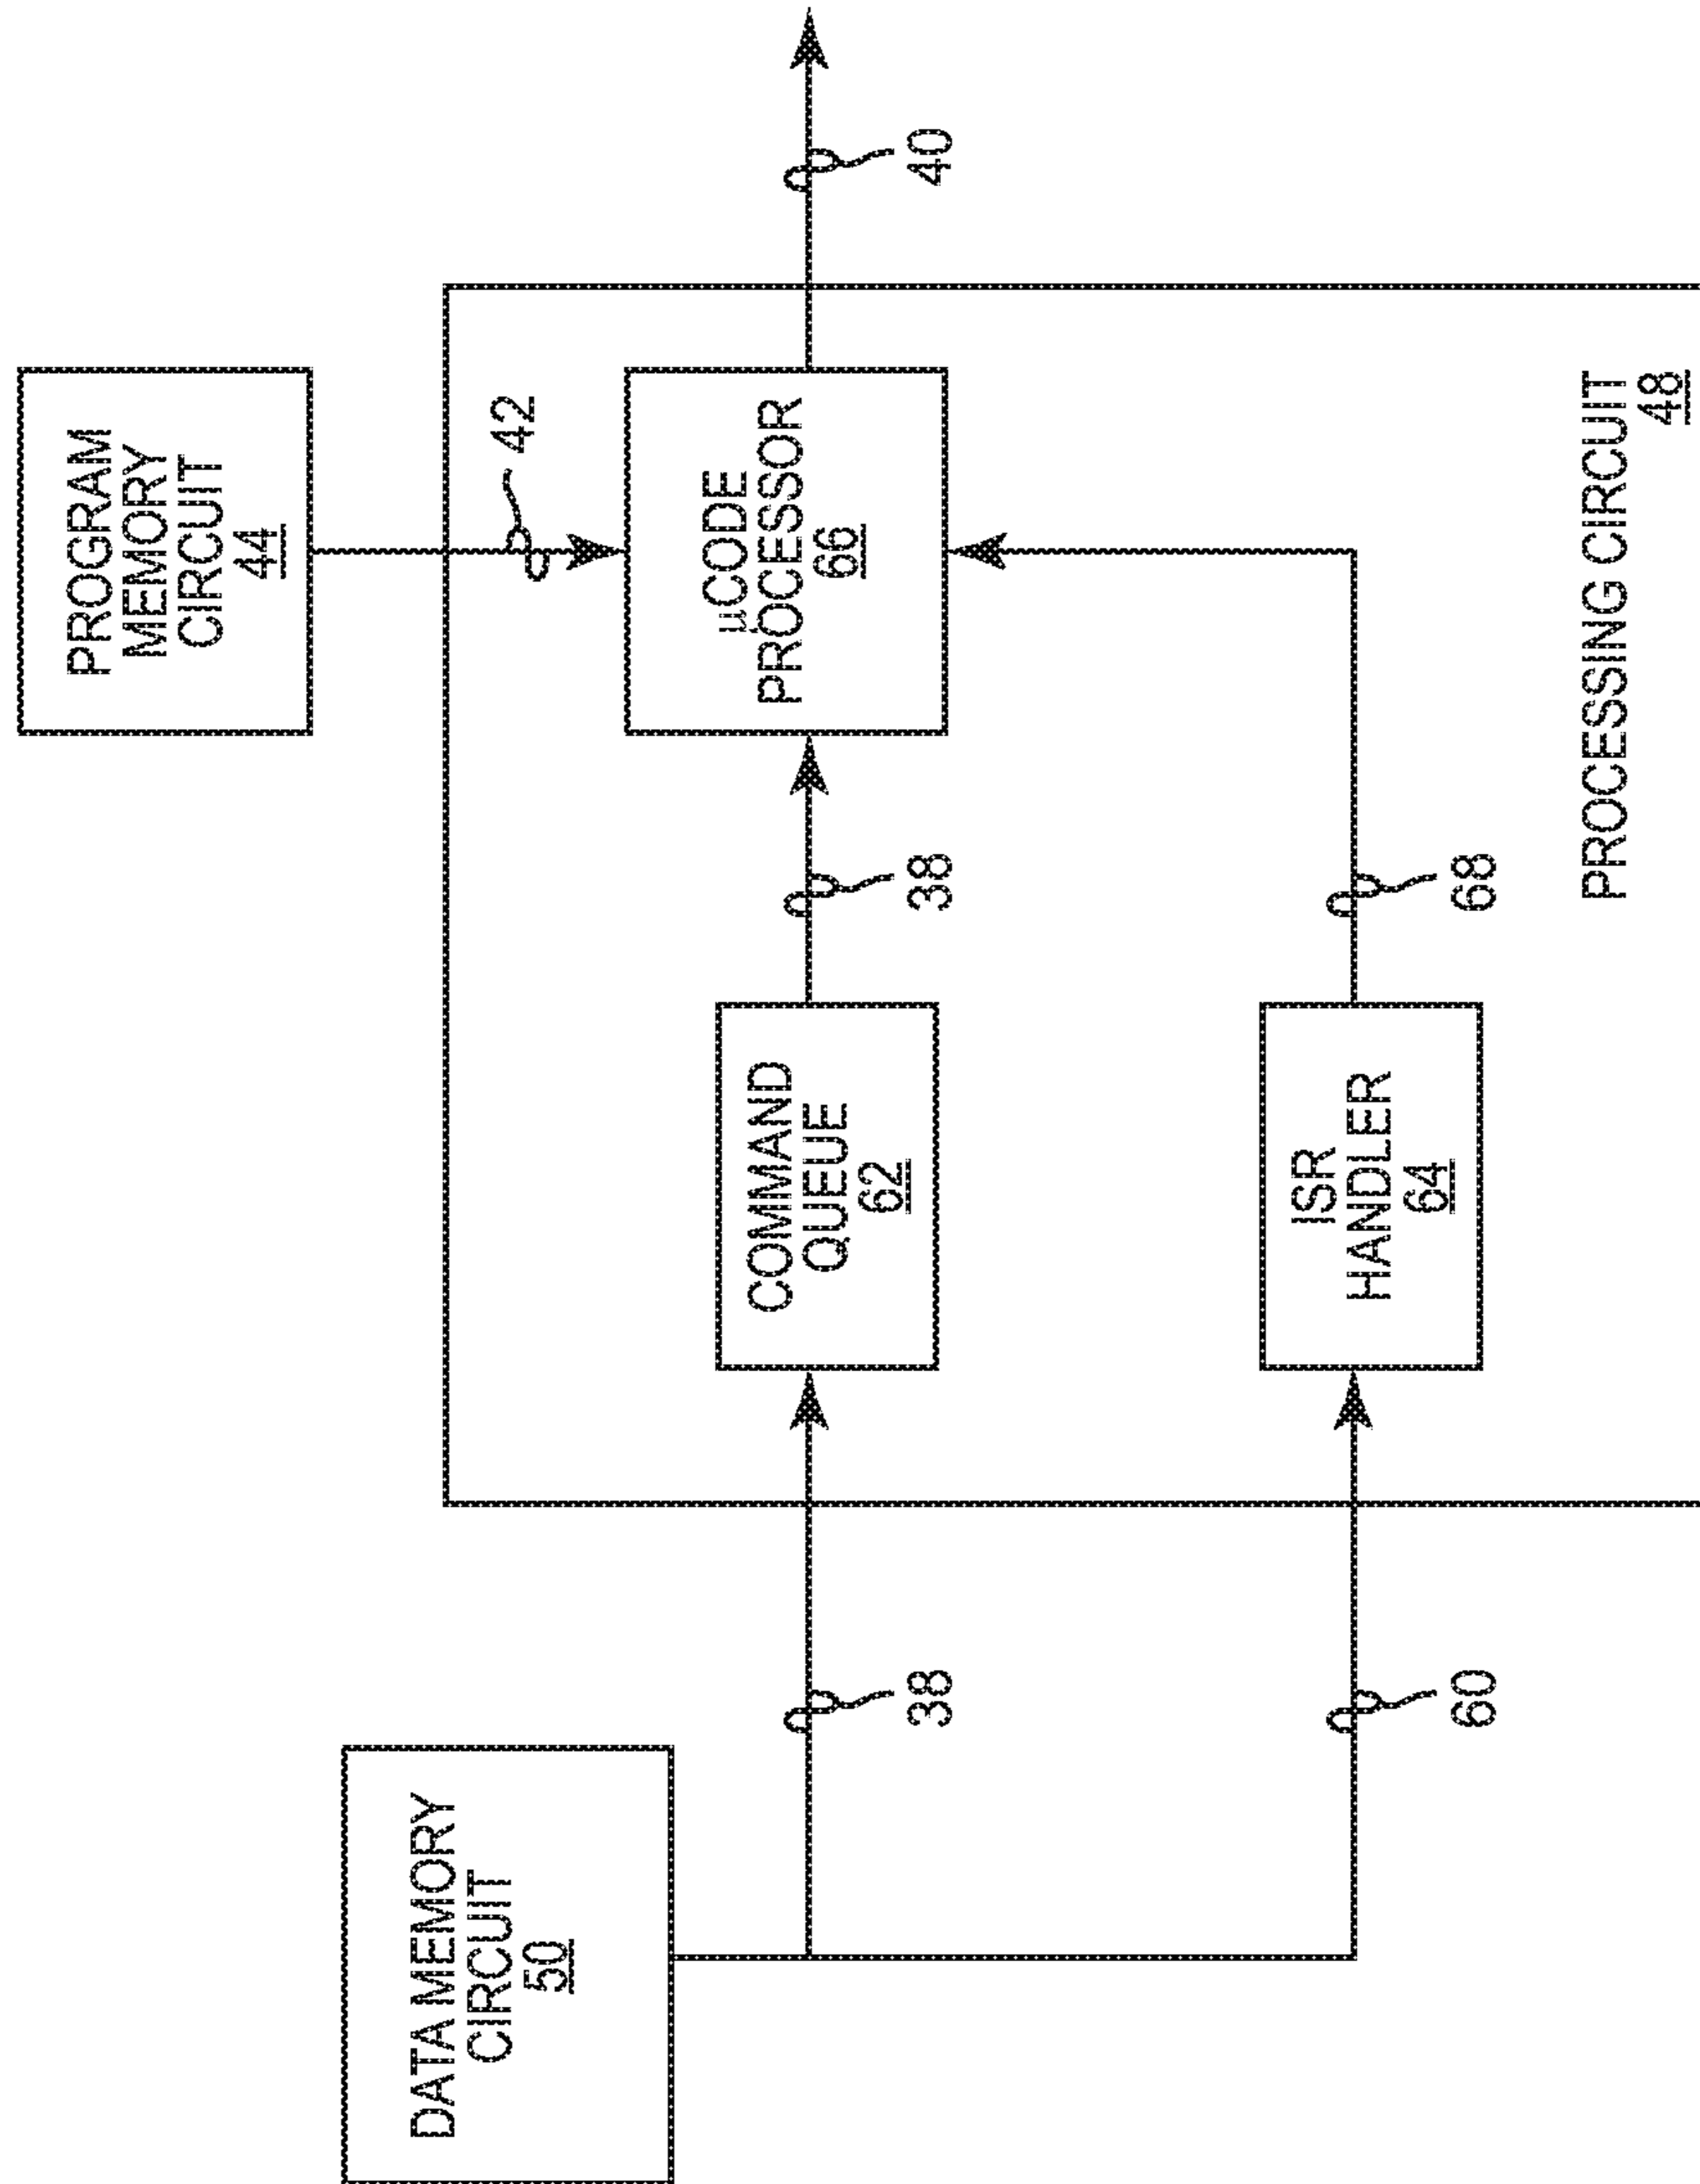 DATA MEMORY
CIRCUIT
50
PROGRAM
MEMORY
CIRCUIT
44
42
38
COMMAND
QUEUE
62
38
µCODE
PROCESSOR
66
40
60
ISR
HANDLER
64
68
PROCESSING CIRCUIT
48